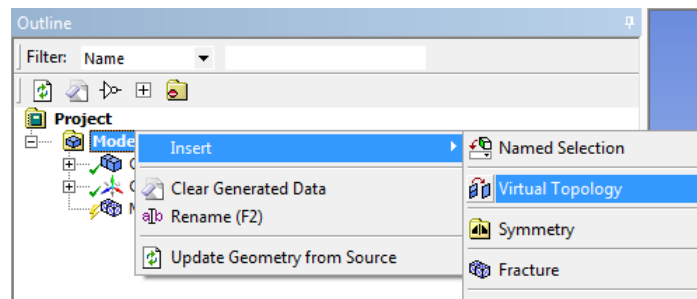 Outline
Filter: Name
Project
Mode
Insert
Named Selection
Clear Generated Data
Virtual Topology
Rename (F2)
Symmetry
Update Geometry from Source
Fracture